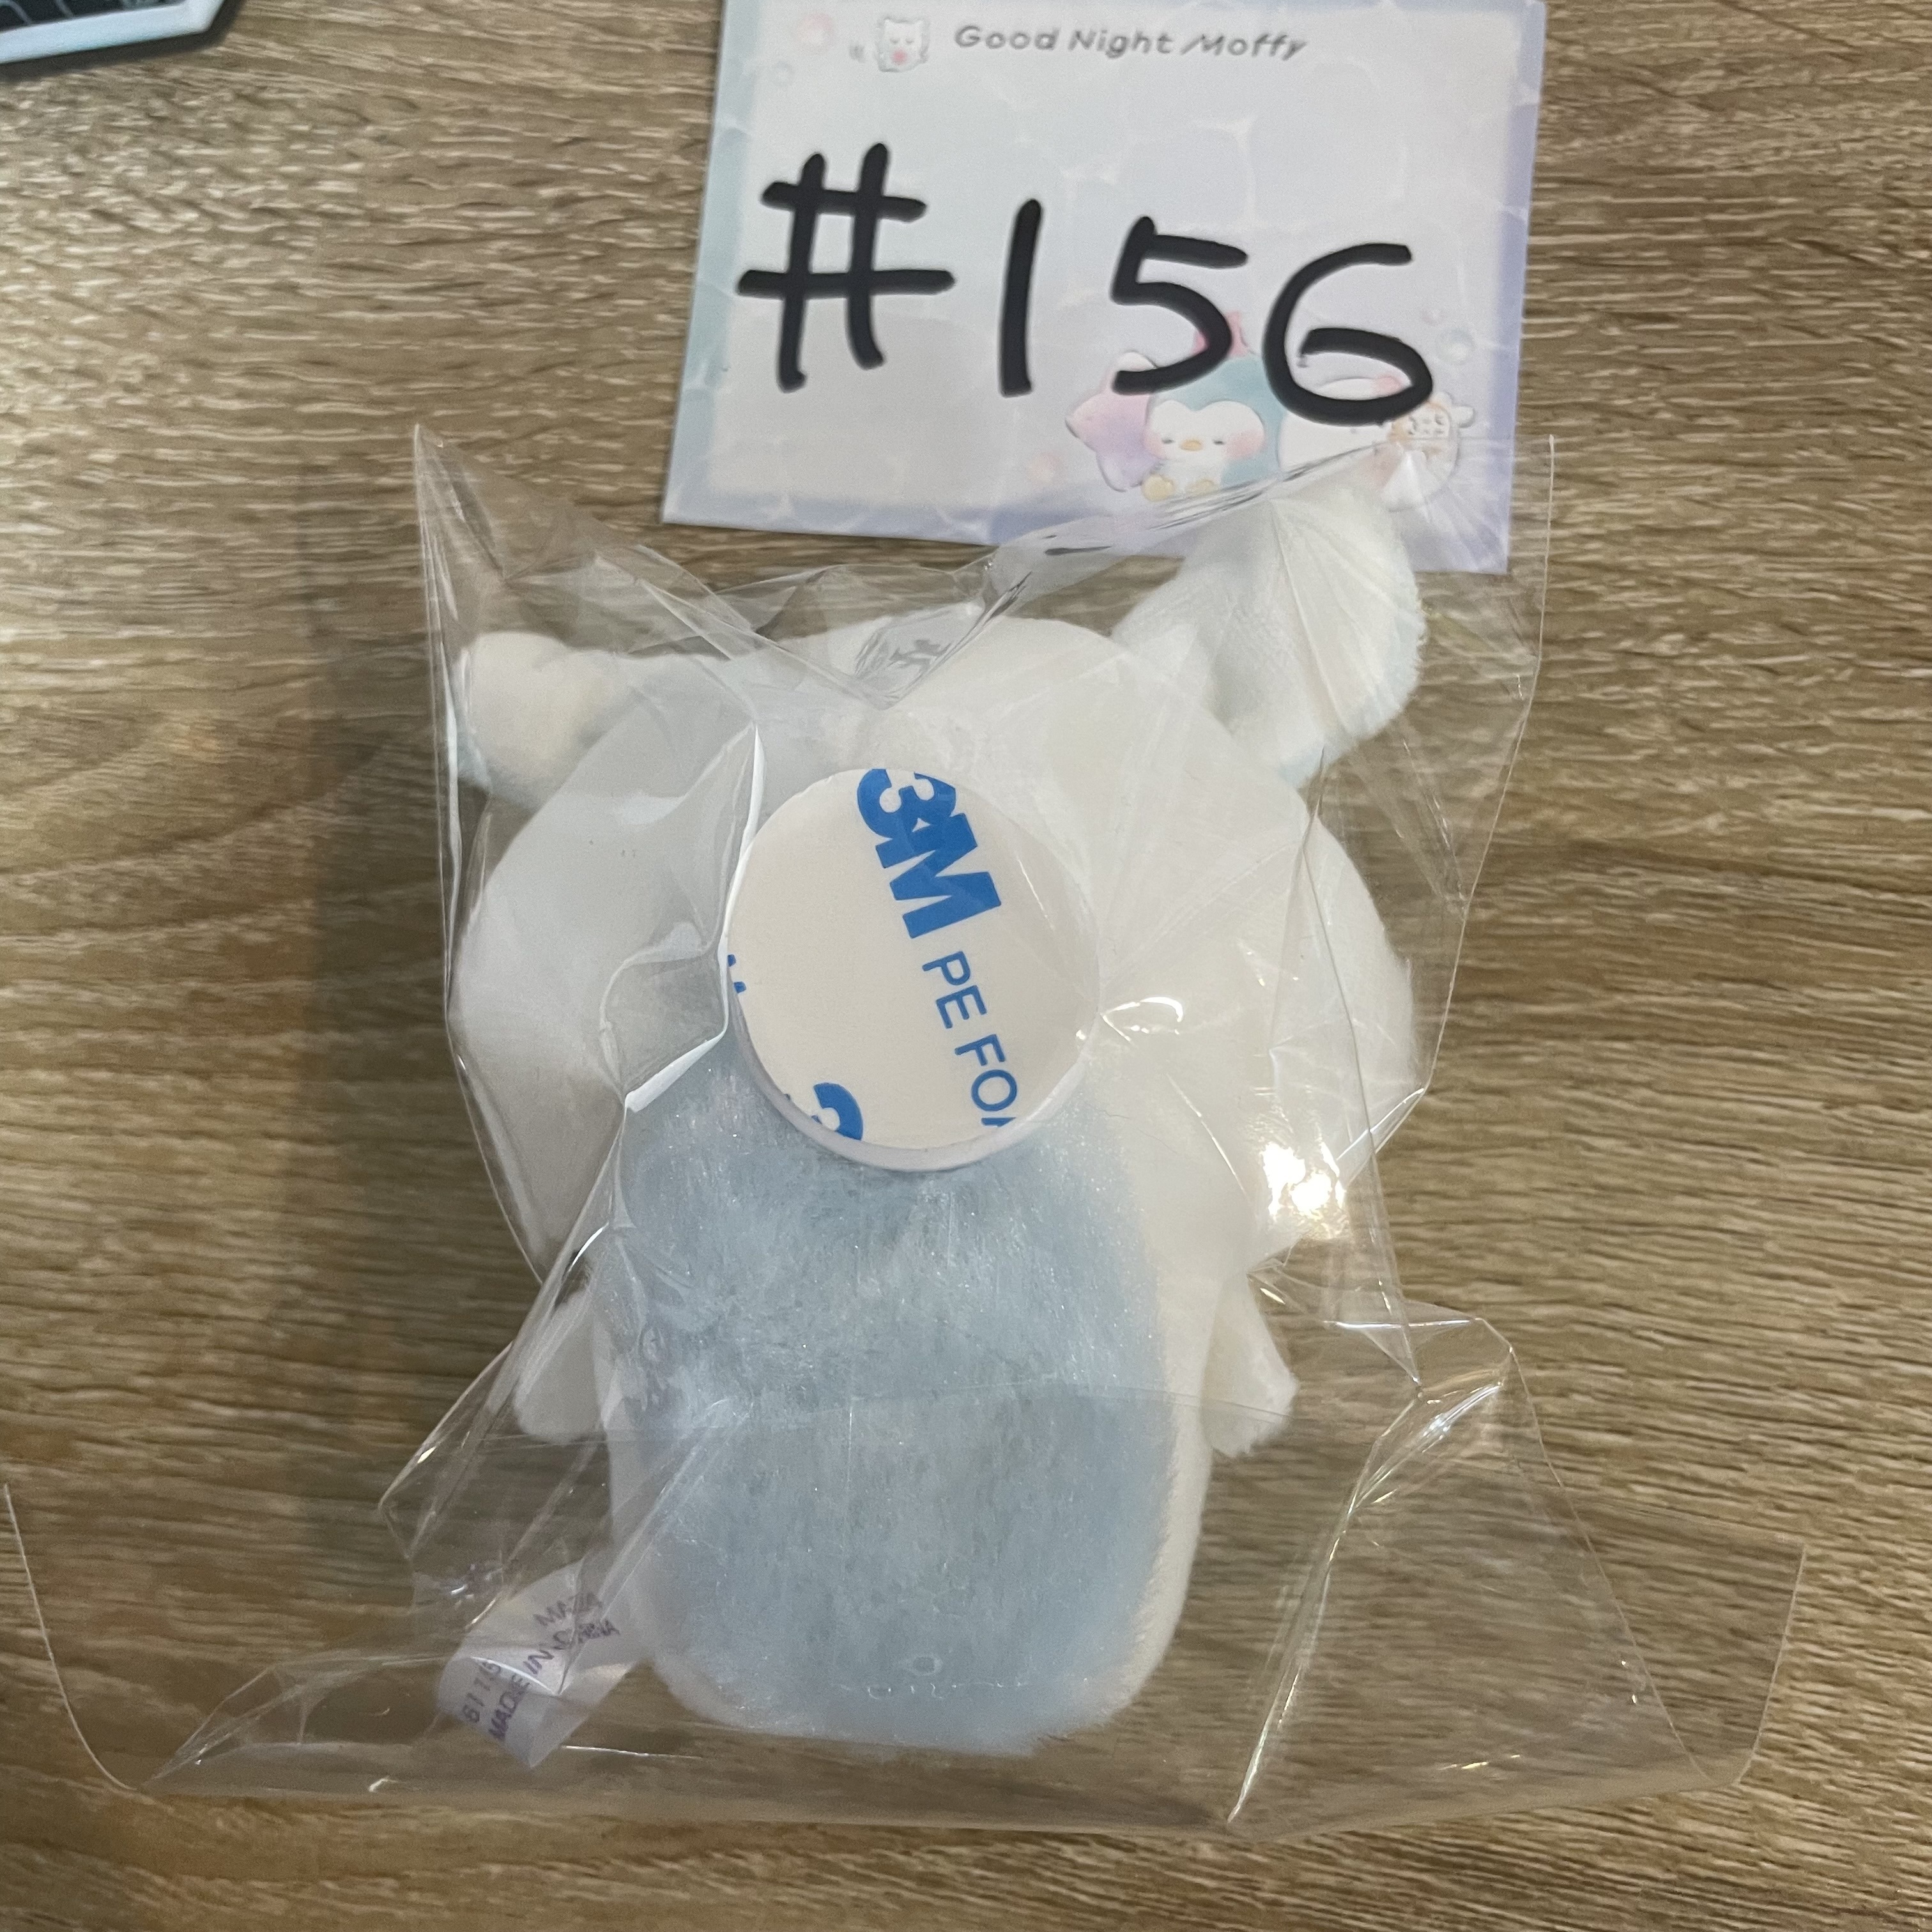 Good Night Moffy
#156
3M
PE FOA
MADE IN CHINA